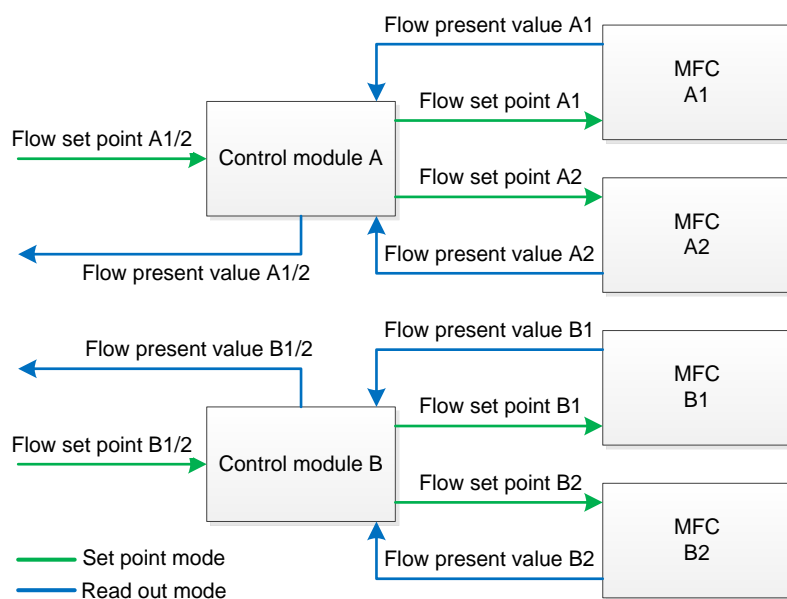 Flow present value A1
MFC
A1
Flow set point A1
Flow set point A1/2
Control module A
Flow set point A2
MFC
A2
Flow present value A2
Flow present value A1/2
Flow present value B1
Flow present value B1/2
MFC
B1
Flow set point B1
Flow set point B1/2
Control module B
Flow set point B2
MFC
B2
Flow present value B2
Set point mode
Read out mode